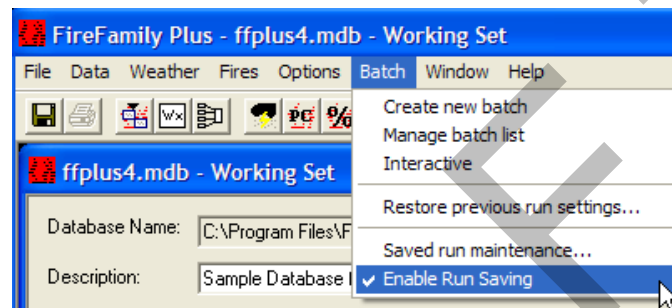 FireFamily Plus - ffplus4.mdb - Working Set
File Data Weather Fires Options Batch Window Help
Create new batch
Manage batch list
Interactive
Restore previous run settings...
Saved run maintenance...
Enable Run Saving
Wx
ffplus4.mdb - Working Set
Database Name: C:\Program Files\F
Description: Sample Database